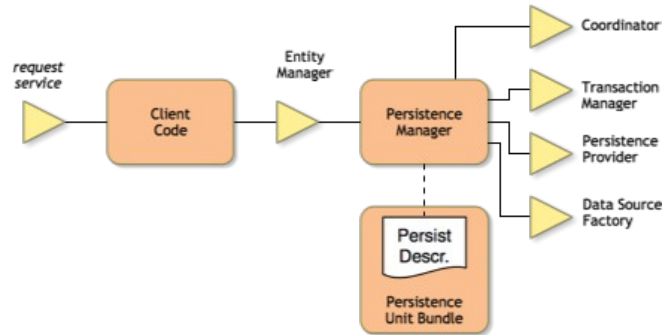 request
service
Client
Code
Entity
Manager
Persistence
Manager
Coordinator
Transaction
Manager
Persistence
Provider
Data Source
Factory
Persist
Descr.
Persistence
Unit Bundle